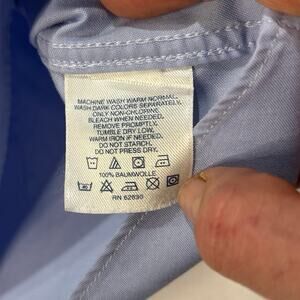 MACHINE WASH WARM NORMAL.
WASH DARK COLORS SEPARATELY.
ONLY NON-CHLORINE
BLEACH WHEN NEEDED.
REMOVE PROMPTLY.
TUMBLE DRY LOW.
WARM IRON IF NEEDED.
DO NOT STARCH.
DO NOT PRESS DRY.
100% BAUMWOLLE
RN 62830